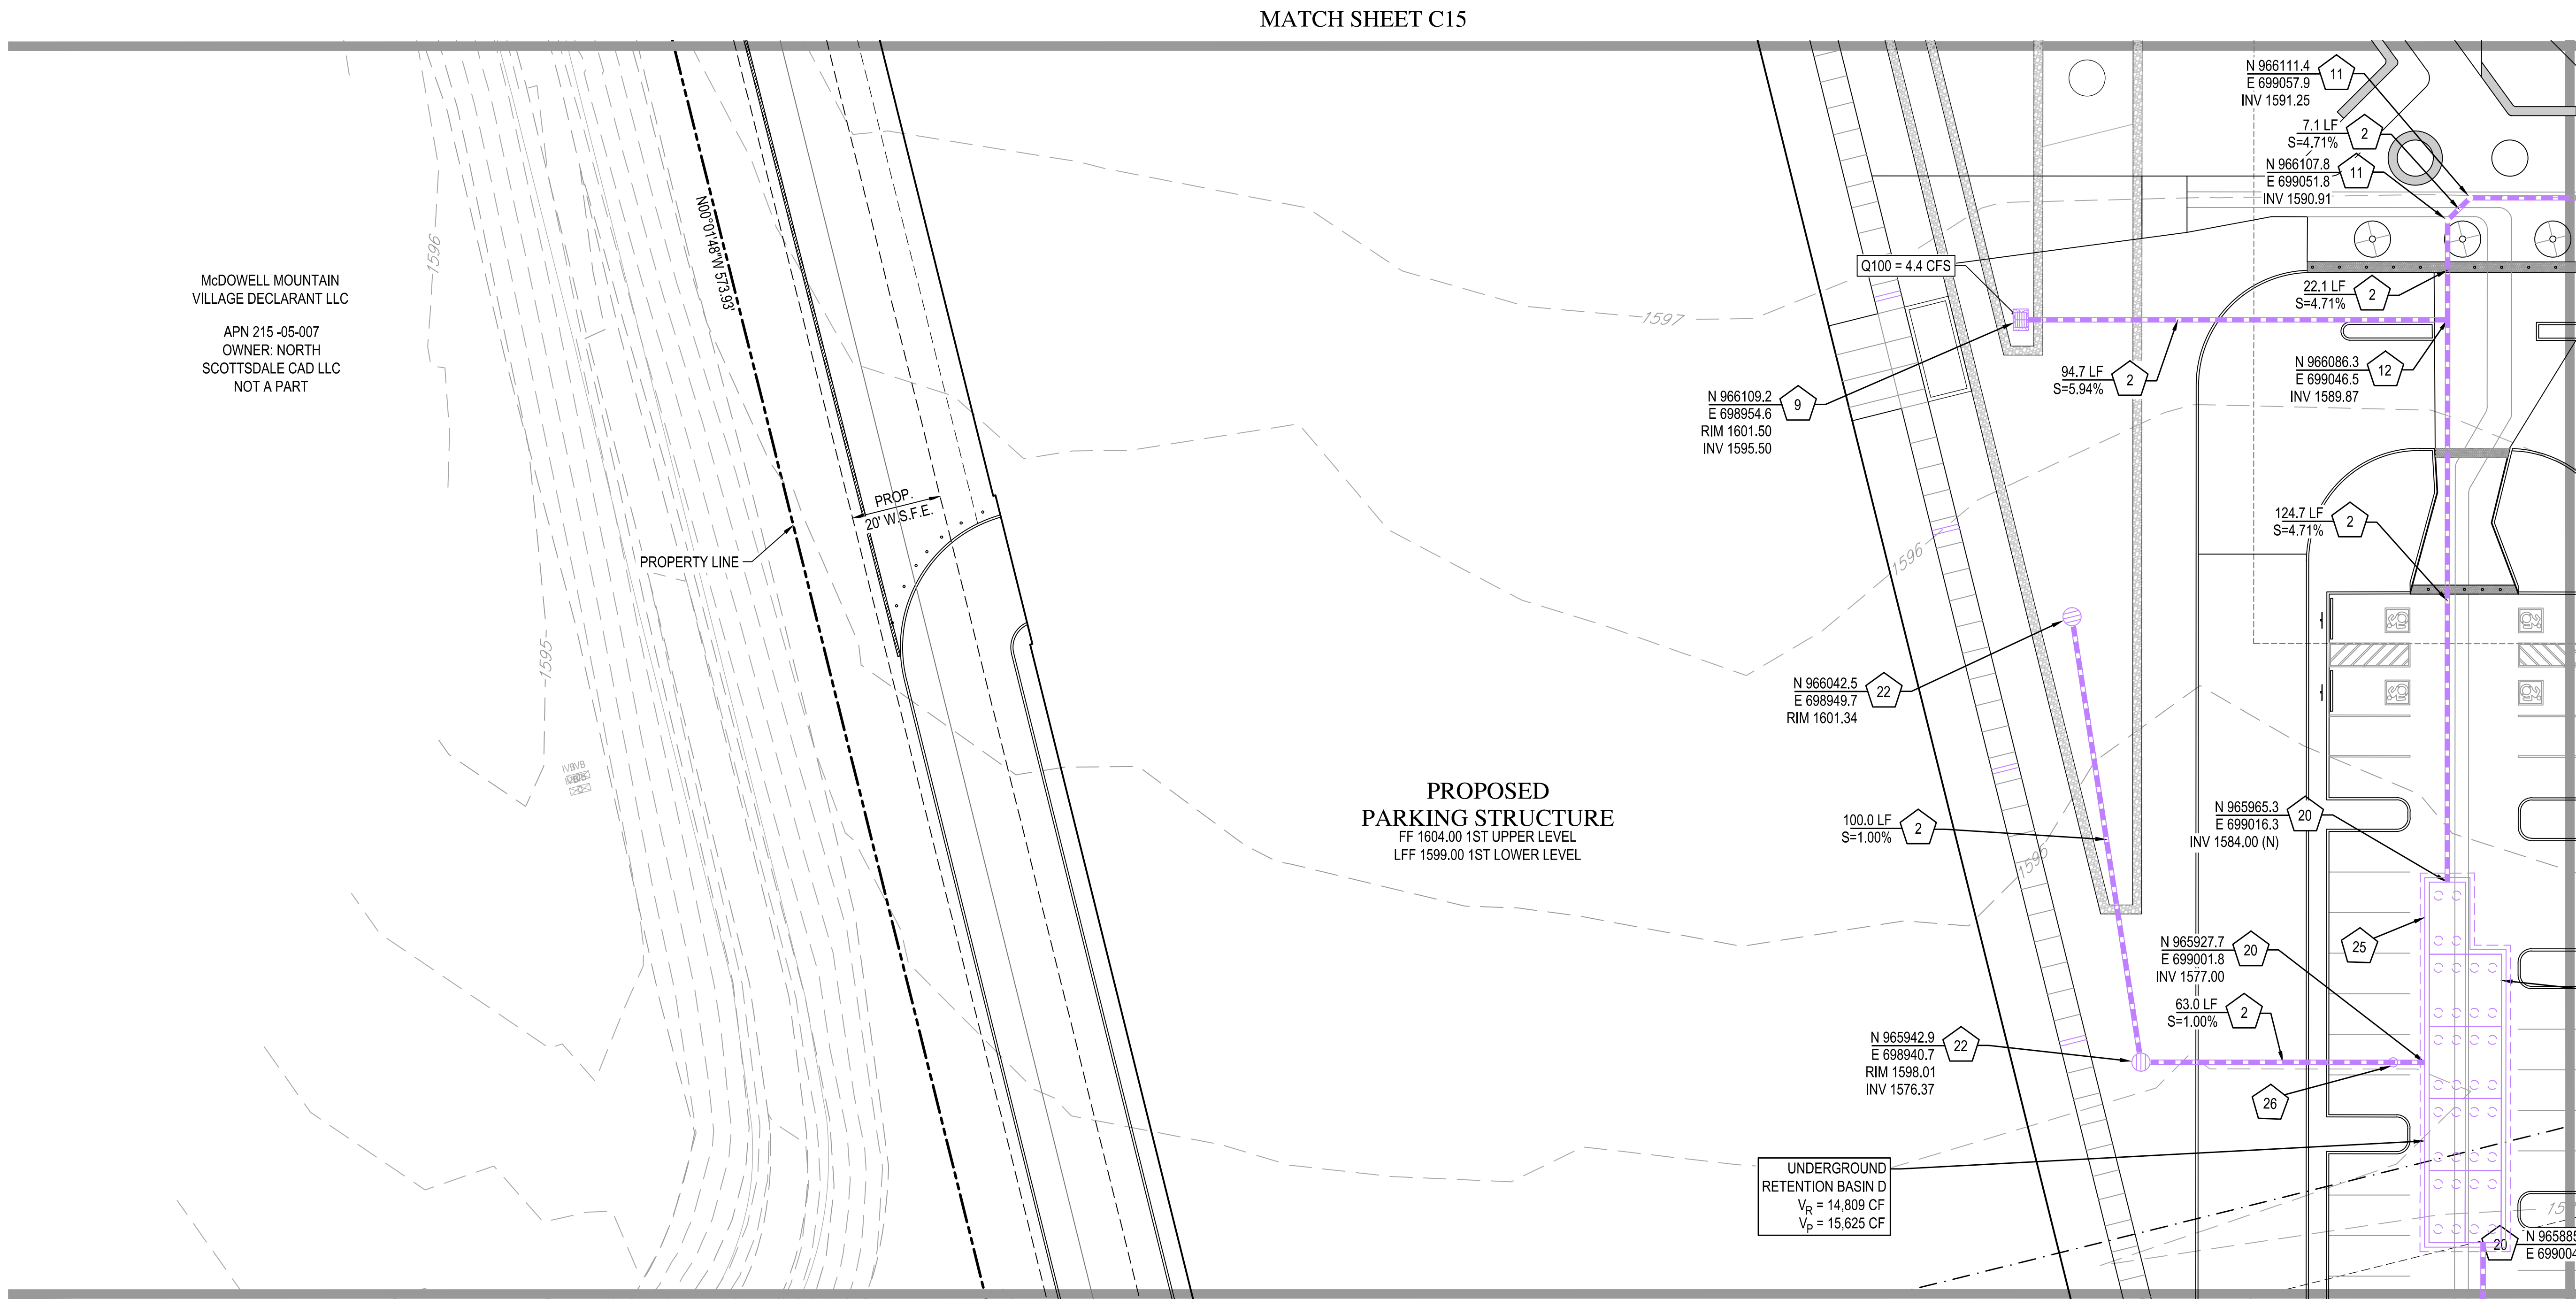 MATCH SHEET C15
McDOWELL MOUNTAIN
VILLAGE DECLARANT LLC
APN 215 -05-007
OWNER: NORTH
SCOTTSDALE CAD LLC
NOT A PART
1596
1595
N00°01'48"W 573.93'
PROPERTY LINE
PROP.
20' W.S.F.E.
1597
1596
1596
PROPOSED
PARKING STRUCTURE
FF 1604.00 1ST UPPER LEVEL
LFF 1599.00 1ST LOWER LEVEL
Q100 = 4.4 CFS
N 966109.2
E 698954.6
RIM 1601.50
INV 1595.50
9
94.7 LF
S=5.94%
2
N 966111.4
E 699057.9
INV 1591.25
11
7.1 LF
S=4.71%
2
N 966107.8
E 699051.8
INV 1590.91
11
22.1 LF
S=4.71%
2
N 966086.3
E 699046.5
INV 1589.87
12
124.7 LF
S=4.71%
2
N 966042.5
E 698949.7
RIM 1601.34
22
100.0 LF
S=1.00%
2
N 965965.3
E 699016.3
INV 1584.00 (N)
20
25
N 965927.7
E 699001.8
INV 1577.00
20
63.0 LF
S=1.00%
2
N 965942.9
E 698940.7
RIM 1598.01
INV 1576.37
22
26
UNDERGROUND
RETENTION BASIN D
VR = 14,809 CF
VP = 15,625 CF
20
N 965885
E 699004